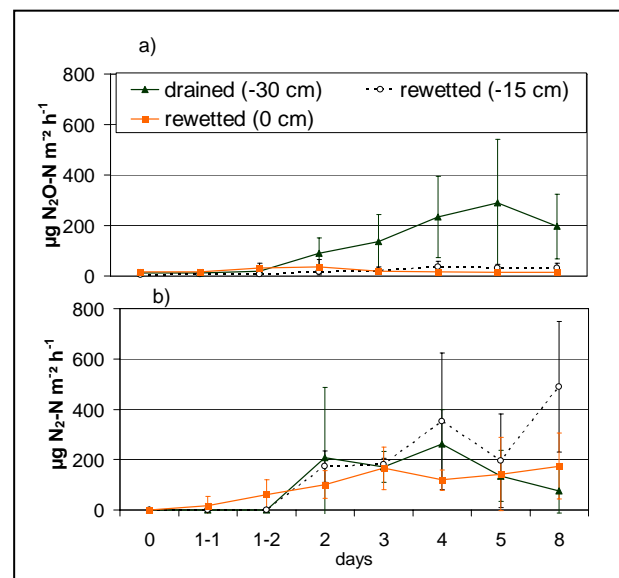 a)
800
600
400
200
0
µg N₂O-N m⁻² h⁻¹
drained (-30 cm) rewetted (-15 cm)
rewetted (0 cm)
b)
800
600
400
200
0
µg N₂-N m⁻² h⁻¹
0 1-1 1-2 2 3 4 5 8
days